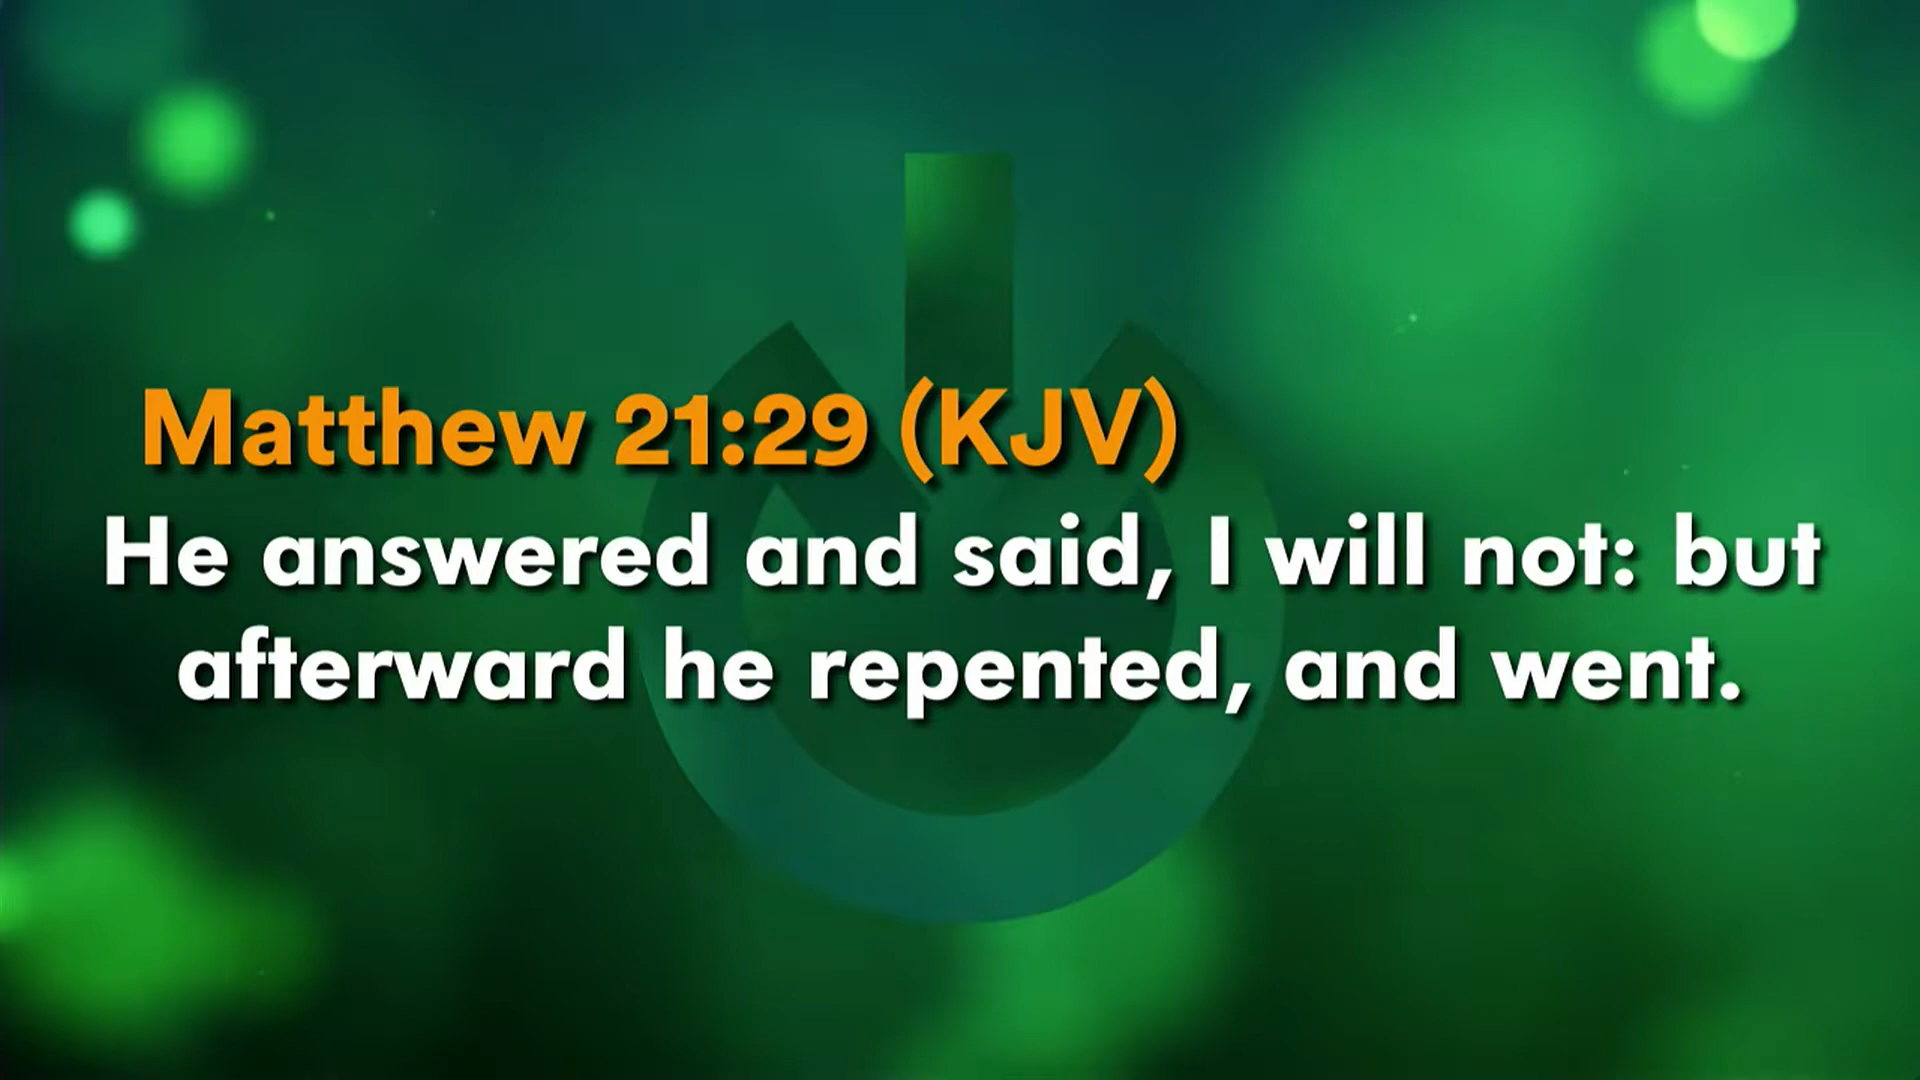 Matthew 21:29 (KJV)
He answered and said, I will not: but
afterward he repented, and went.